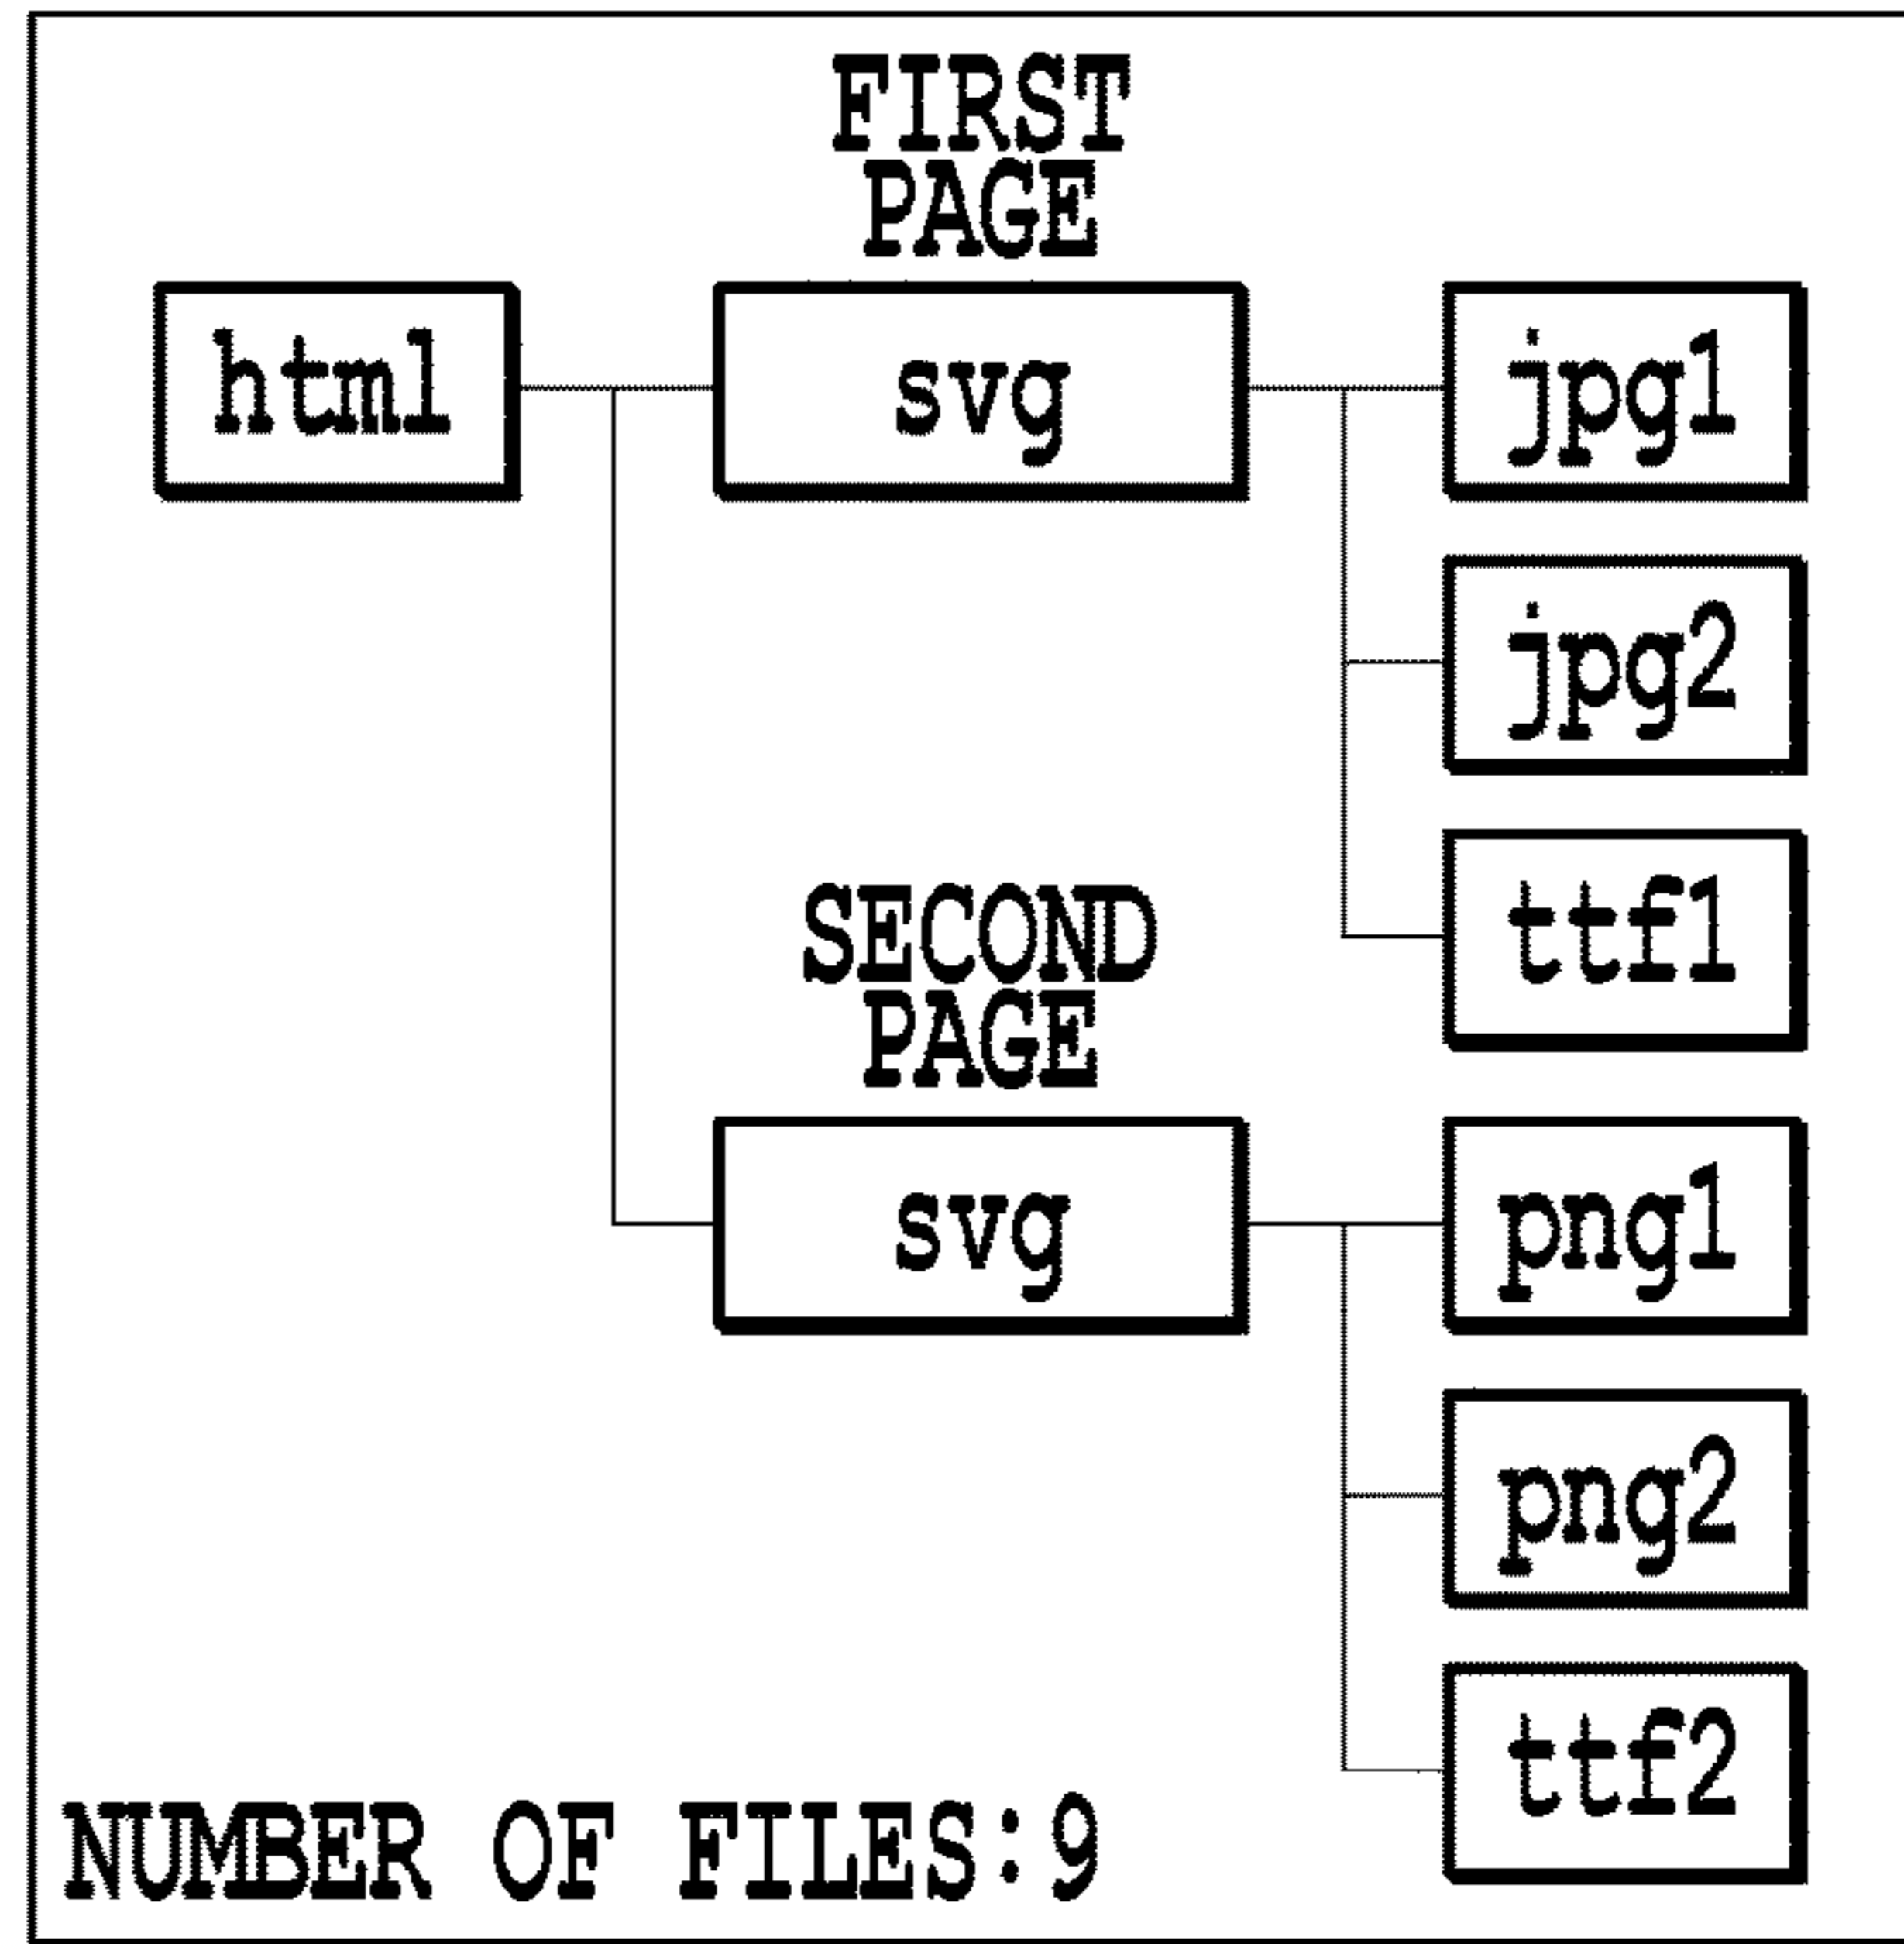 FIRST
PAGE
html
svg
jpg1
jpg2
ttf1
SECOND
PAGE
svg
png1
png2
ttf2
NUMBER OF FILES:9